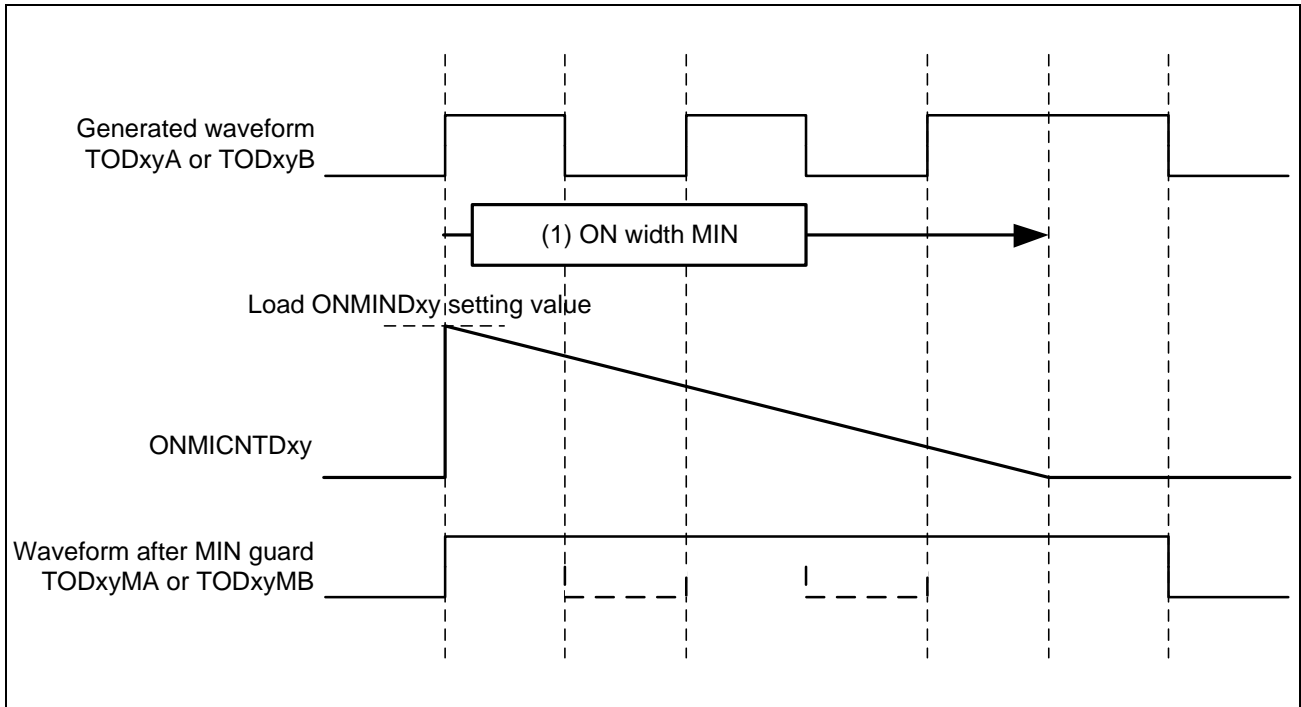 Generated waveform
TODxyA or TODxyB
(1) ON width MIN
Load ONMINDxy setting value
ONMICNTDxy
Waveform after MIN guard
TODxyMA or TODxyMB